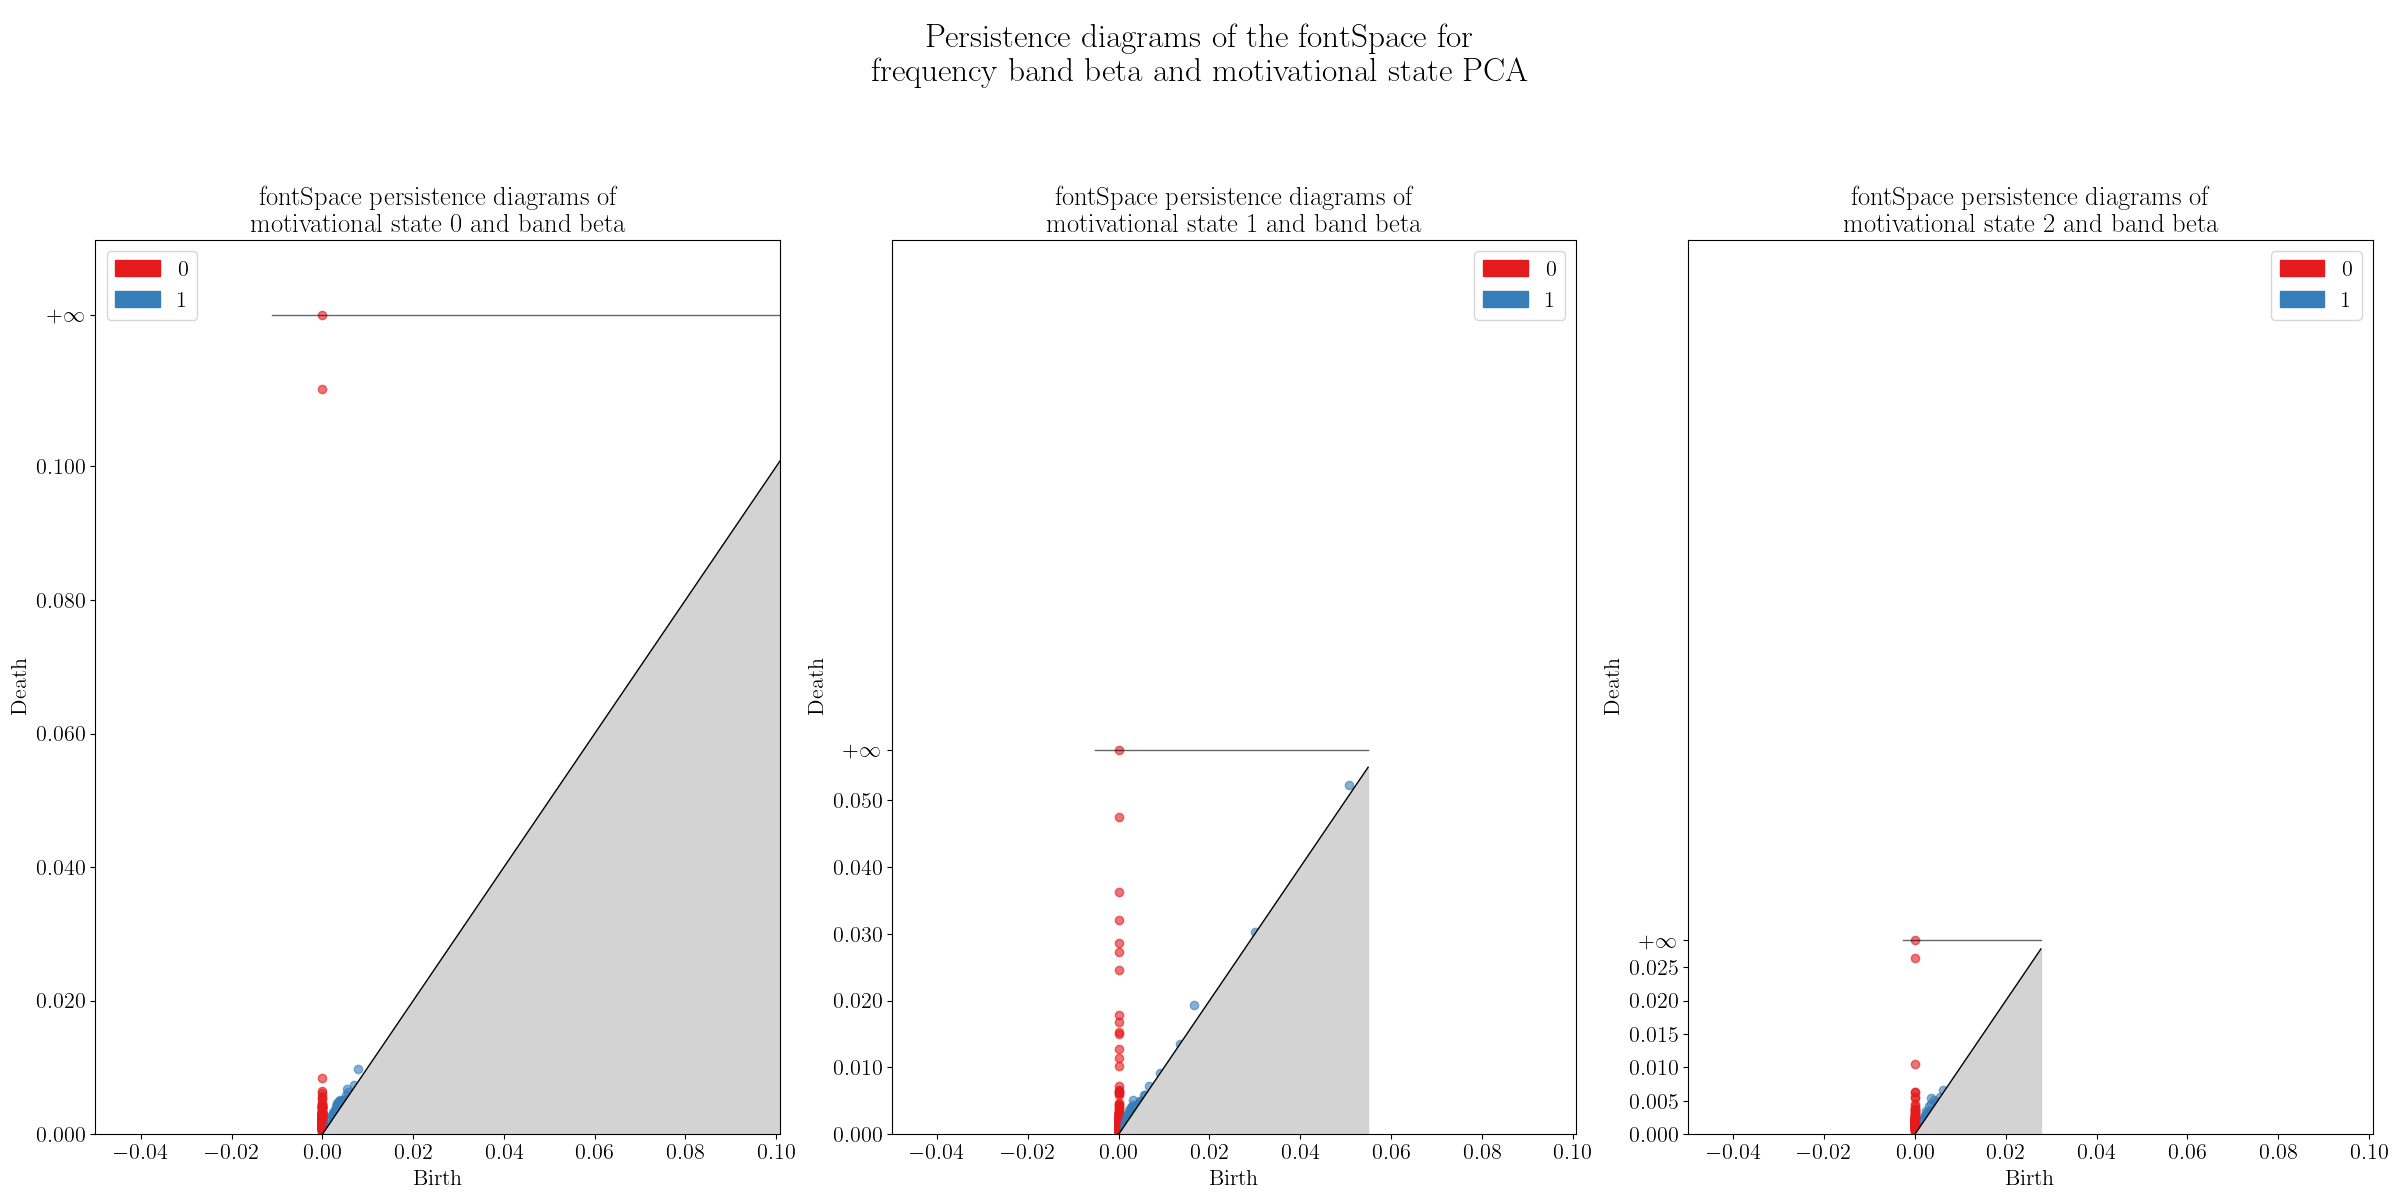 Persistence diagrams of the fontSpace for
frequency band beta and motivational state PCA
fontSpace persistence diagrams of
motivational state 0 and band beta
0
1
+∞
0.100
0.080
0.060
0.040
0.020
0.000
Death
−0.04 −0.02 0.00 0.02 0.04 0.06 0.08 0.10
Birth
fontSpace persistence diagrams of
motivational state 1 and band beta
0
1
+∞
0.050
0.040
0.030
0.020
0.010
0.000
Death
−0.04 −0.02 0.00 0.02 0.04 0.06 0.08 0.10
Birth
fontSpace persistence diagrams of
motivational state 2 and band beta
0
1
+∞
0.025
0.020
0.015
0.010
0.005
0.000
Death
−0.04 −0.02 0.00 0.02 0.04 0.06 0.08 0.10
Birth